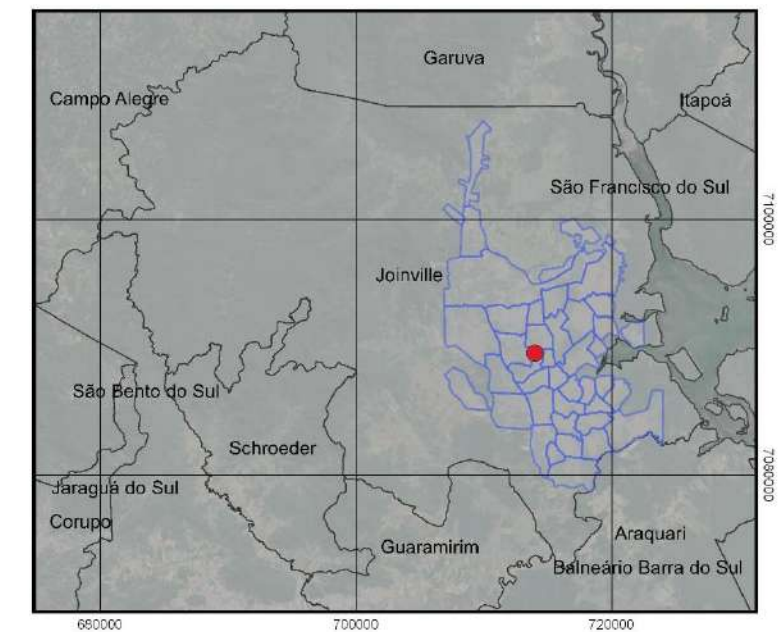 Garuva
Campo Alegre
Itapoá
São Francisco do Sul
7100000
Joinville
São Bento do Sul
Schroeder
7080000
Jaraguá do Sul
Corupo
Guaramirim
Araquari
Balneário Barra do Sul
680000
700000
720000